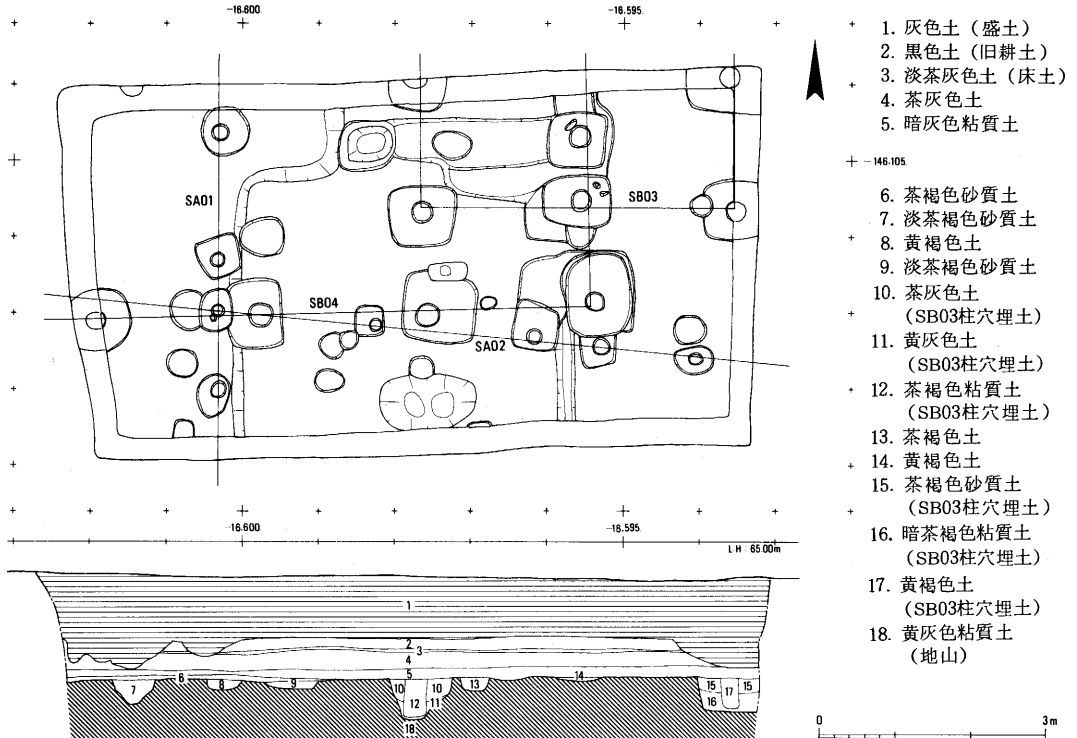 -16.600.
-16.595.
-146.105.
SA01
SB03
SB04
SA02
-16.600.
-16.595.
L H : 65.00m
1
2
3
4
5
6
7
8
9
10
10
11
12
13
14
15
15
16
17
18
0
3m
1. 灰色土（盛土）
2. 黒色土（旧耕土）
3. 淡茶灰色土（床土）
4. 茶灰色土
5. 暗灰色粘質土
6. 茶褐色砂質土
7. 淡茶褐色砂質土
8. 黄褐色土
9. 淡茶褐色砂質土
10. 茶灰色土
（SB03柱穴埋土）
11. 黄灰色土
（SB03柱穴埋土）
12. 茶褐色粘質土
（SB03柱穴埋土）
13. 茶褐色土
14. 黄褐色土
15. 茶褐色砂質土
（SB03柱穴埋土）
16. 暗茶褐色粘質土
（SB03柱穴埋土）
17. 黄褐色土
（SB03柱穴埋土）
18. 黄灰色粘質土
（地山）